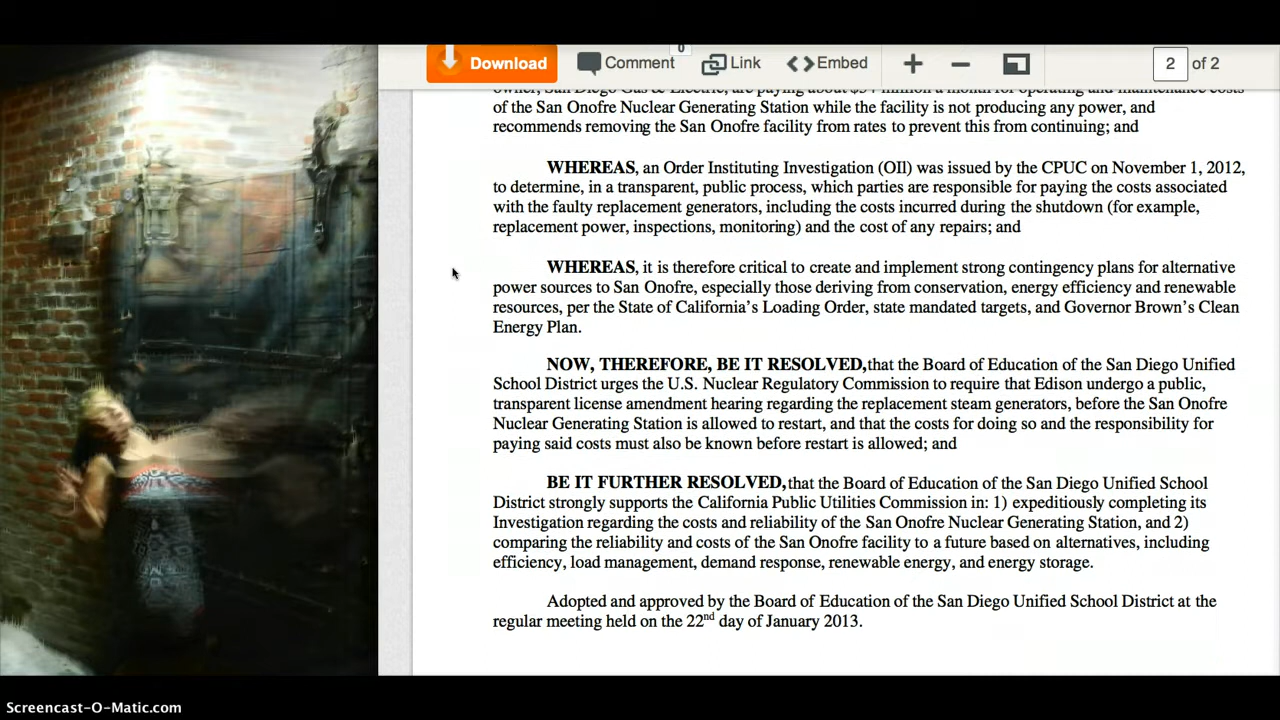 0
Download Comment Link Embed 2 of 2
owner, San Diego Gas & Electric, are paying about million a month for operating and maintenance costs
of the San Onofre Nuclear Generating Station while the facility is not producing any power, and
recommends removing the San Onofre facility from rates to prevent this from continuing; and
WHEREAS, an Order Instituting Investigation (OII) was issued by the CPUC on November 1, 2012,
to determine, in a transparent, public process, which parties are responsible for paying the costs associated
with the faulty replacement generators, including the costs incurred during the shutdown (for example,
replacement power, inspections, monitoring) and the cost of any repairs; and
WHEREAS, it is therefore critical to create and implement strong contingency plans for alternative
power sources to San Onofre, especially those deriving from conservation, energy efficiency and renewable
resources, per the State of California's Loading Order, state mandated targets, and Governor Brown's Clean
Energy Plan.
NOW, THEREFORE, BE IT RESOLVED, that the Board of Education of the San Diego Unified
School District urges the U.S. Nuclear Regulatory Commission to require that Edison undergo a public,
transparent license amendment hearing regarding the replacement steam generators, before the San Onofre
Nuclear Generating Station is allowed to restart, and that the costs for doing so and the responsibility for
paying said costs must also be known before restart is allowed; and
BE IT FURTHER RESOLVED, that the Board of Education of the San Diego Unified School
District strongly supports the California Public Utilities Commission in: 1) expeditiously completing its
Investigation regarding the costs and reliability of the San Onofre Nuclear Generating Station, and 2)
comparing the reliability and costs of the San Onofre facility to a future based on alternatives, including
efficiency, load management, demand response, renewable energy, and energy storage.
Adopted and approved by the Board of Education of the San Diego Unified School District at the
regular meeting held on the 22nd day of January 2013.
Screencast-O-Matic.com